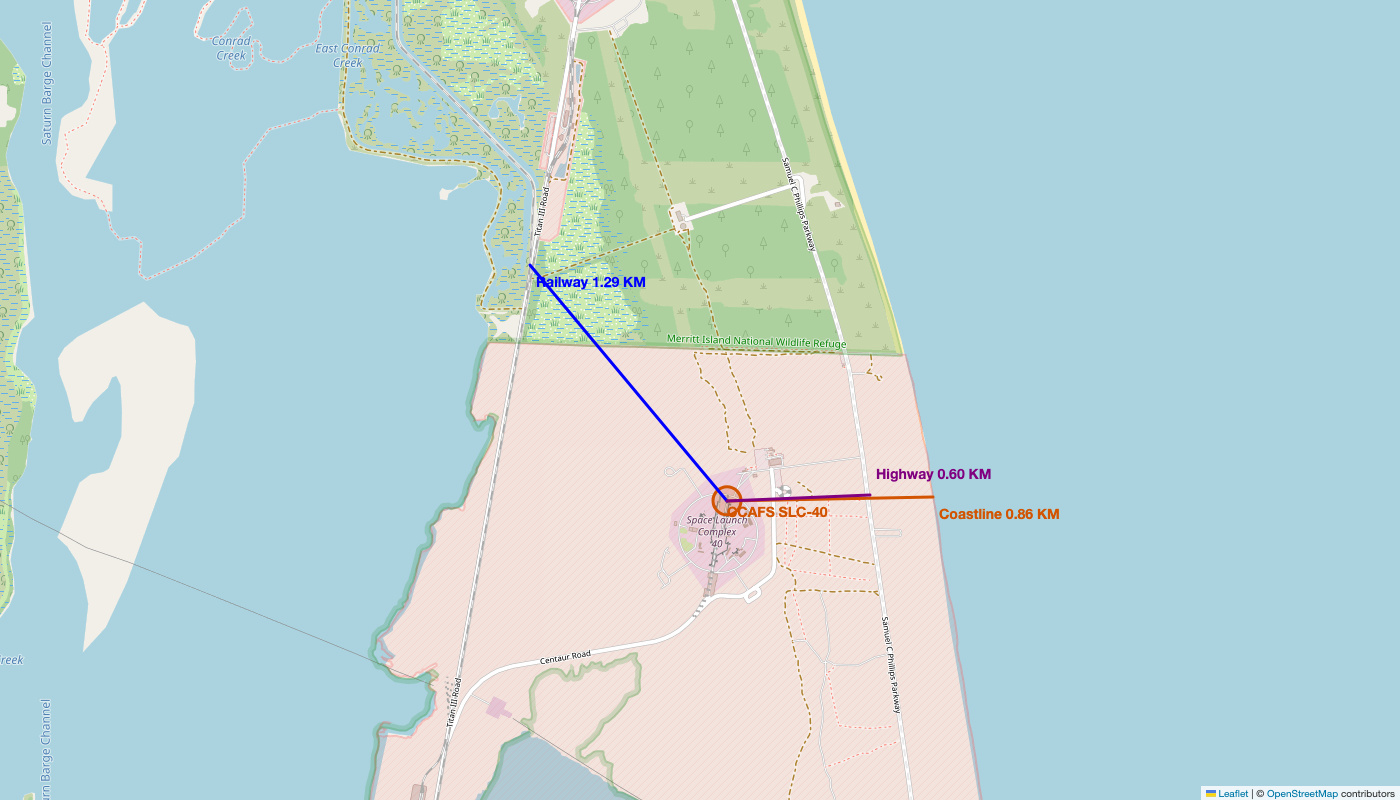 Conrad
Creek
East Conrad
Creek
Saturn Barge Channel
Titan III Road
Samuel C Phillips Parkway
Railway 1.29 KM
Merritt Island National Wildlife Refuge
Highway 0.60 KM
CCAFS SLC-40
Coastline 0.86 KM
Space Launch
Complex
40
Samuel C Phillips Parkway
Centaur Road
reek
Titan III Road
urn Barge Channel
Leaflet | © OpenStreetMap contributors